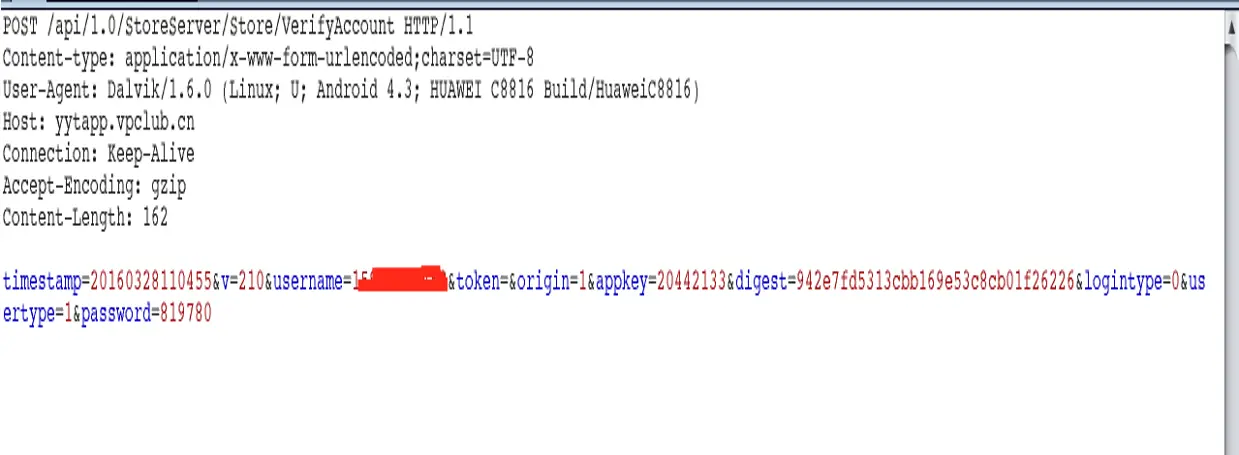 POST /api/1.0/StoreServer/Store/VerifyAccount HTTP/1.1
Content-type: application/x-www-form-urlencoded;charset=UTF-8
User-Agent: Dalvik/1.6.0 (Linux; U; Android 4.3; HUAWEI C8816 Build/HuaweiC8816)
Host: yytapp.vpclub.cn
Connection: Keep-Alive
Accept-Encoding: gzip
Content-Length: 162
timestamp=20160328110455&v=210&username=1&token=&origin=1&appkey=20442133&digest=942e7fd5313cbb169e53c8cb01f26226&logintype=0&us
ertype=1&password=819780